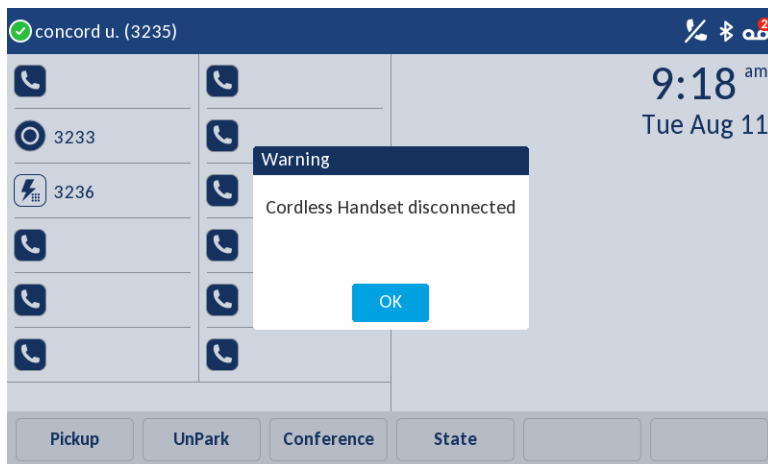 concord u. (3235)
2
9:18 am
Tue Aug 11
3233
3236
Warning
Cordless Handset disconnected
OK
Pickup UnPark Conference State